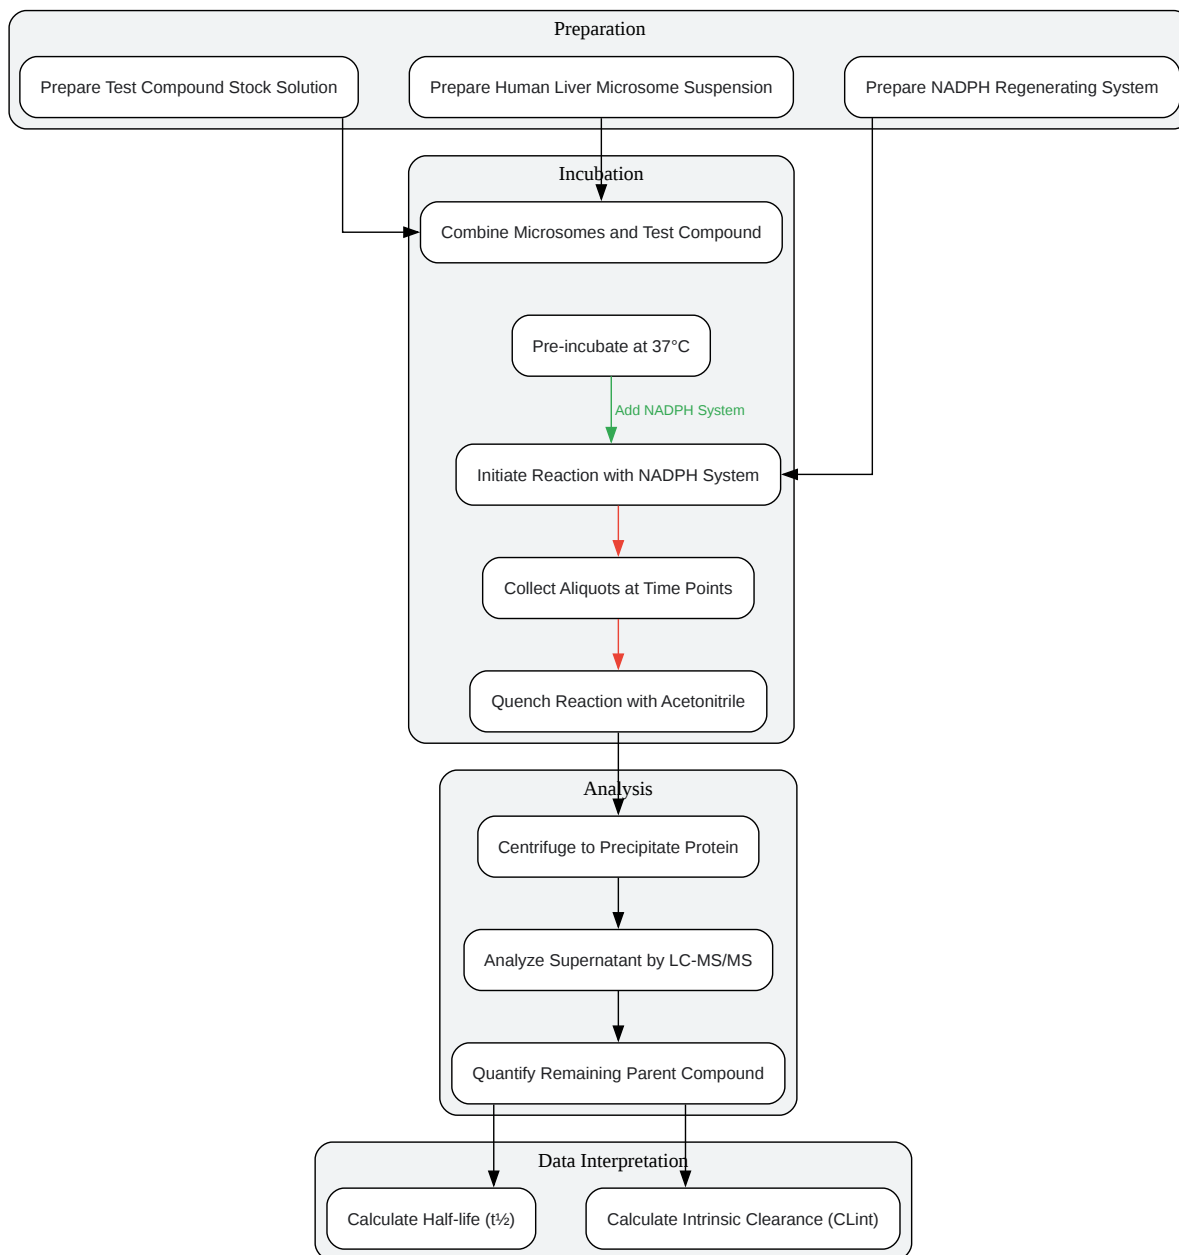 Preparation
Prepare Test Compound Stock Solution
Prepare Human Liver Microsome Suspension
Prepare NADPH Regenerating System
Incubation
Combine Microsomes and Test Compound
Pre-incubate at 37°C
Add NADPH System
Initiate Reaction with NADPH System
Collect Aliquots at Time Points
Quench Reaction with Acetonitrile
Analysis
Centrifuge to Precipitate Protein
Analyze Supernatant by LC-MS/MS
Quantify Remaining Parent Compound
Data Interpretation
Calculate Half-life (t½)
Calculate Intrinsic Clearance (CLint)